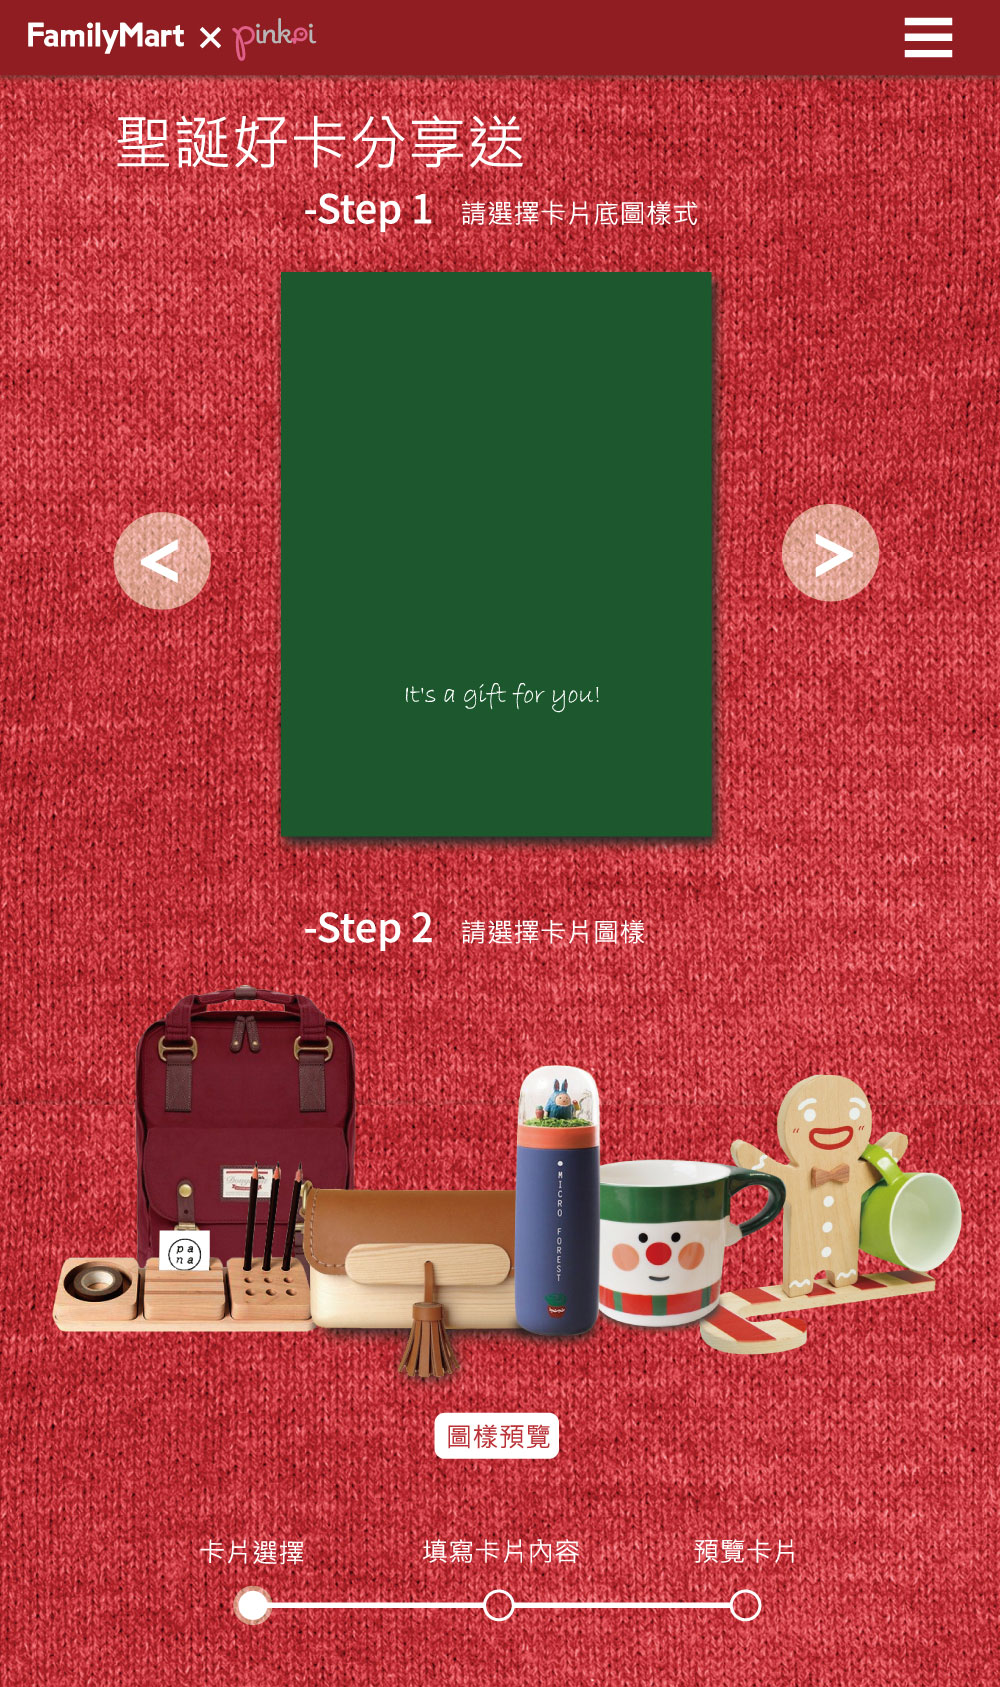 FamilyMart × pinkoi
聖誕好卡分享送
-Step 1 請選擇卡片底圖樣式
<
>
It's a gift for you!
-Step 2 請選擇卡片圖樣
MICRO FOREST
pa
na
圖樣預覽
卡片選擇 填寫卡片內容 預覽卡片